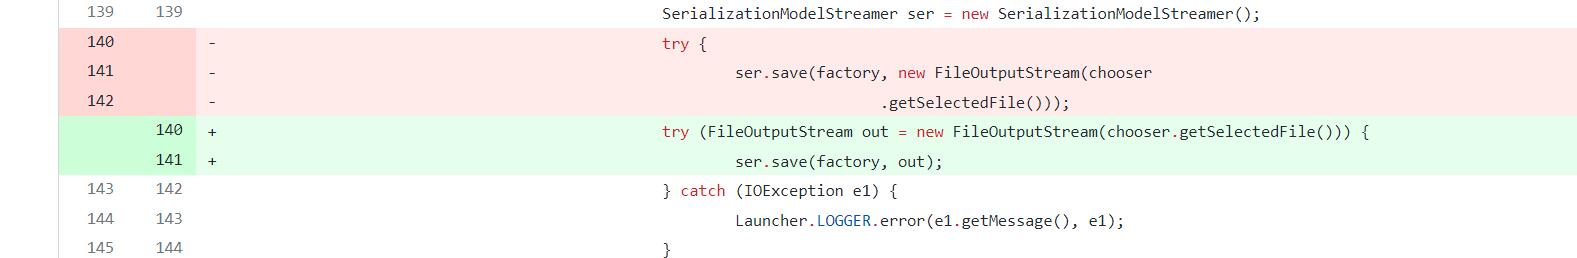 139 139 SerializationModelStreamer ser = new SerializationModelStreamer();
140 - try {
141 - ser.save(factory, new FileOutputStream(chooser
142 - .getSelectedFile()));
140 + try (FileOutputStream out = new FileOutputStream(chooser.getSelectedFile())) {
141 + ser.save(factory, out);
143 142 } catch (IOException e1) {
144 143 Launcher.LOGGER.error(e1.getMessage(), e1);
145 144 }